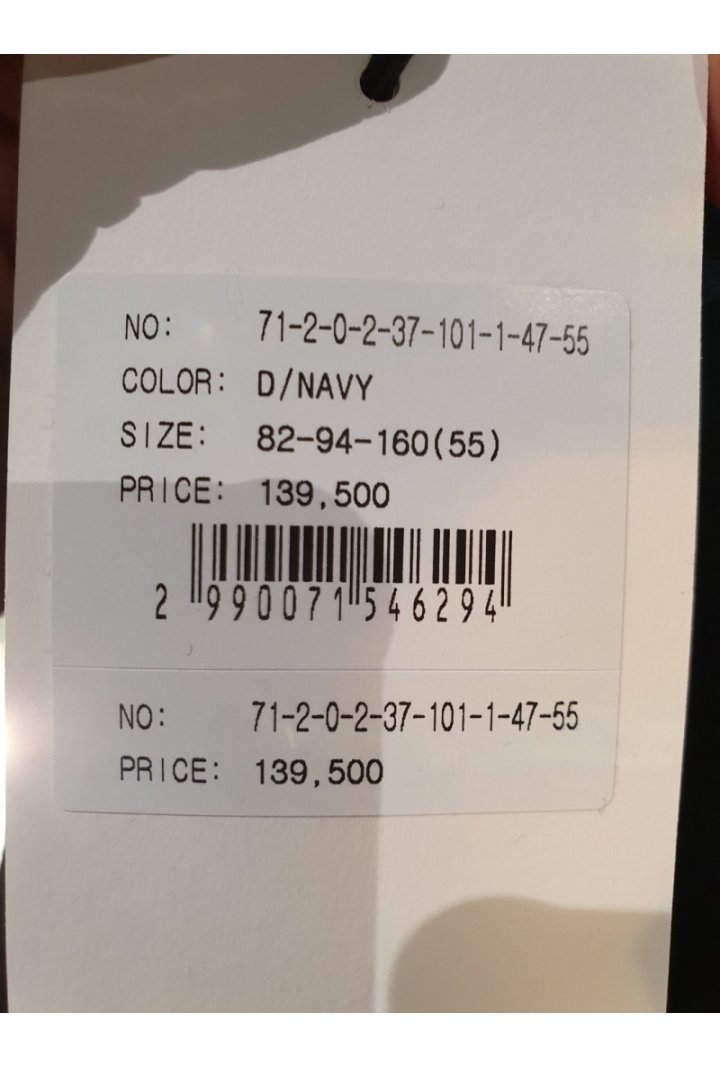 NO: 71-2-0-2-37-101-1-47-55
COLOR: D/NAVY
SIZE: 82-94-160(55)
PRICE: 139,500
2 990071 546294
NO: 71-2-0-2-37-101-1-47-55
PRICE: 139,500